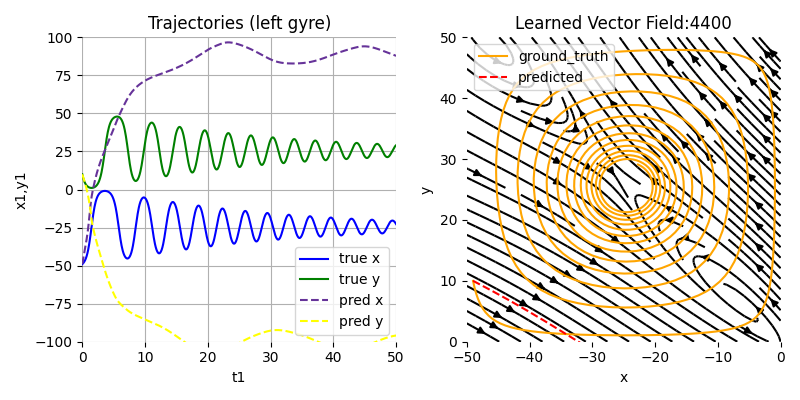 Trajectories (left gyre)
100
75
50
25
0
−25
−50
−75
−100
x1,y1
0 10 20 30 40 50
t1
true x
true y
pred x
pred y
Learned Vector Field:4400
50
40
30
20
10
0
y
−50 −40 −30 −20 −10 0
x
ground_truth
predicted